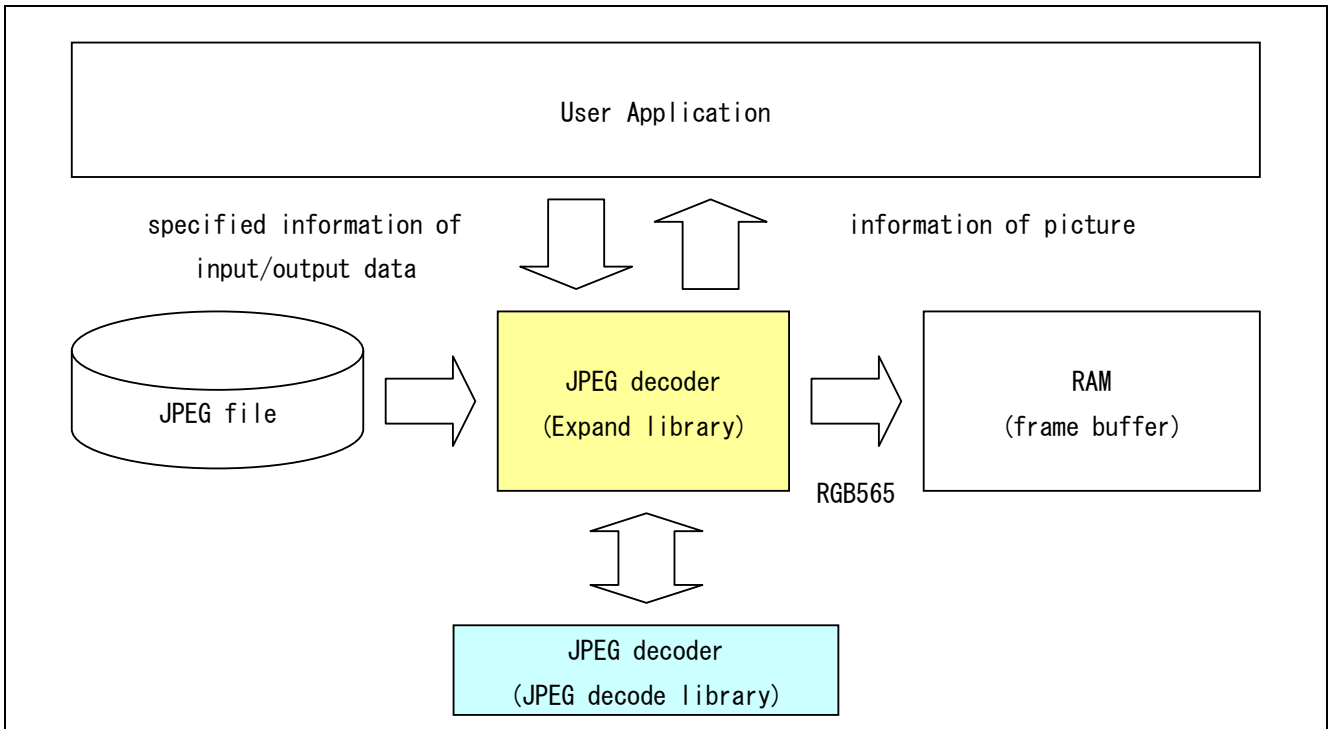 User Application
specified information of
input/output data
information of picture
JPEG file
JPEG decoder
(Expand library)
RGB565
RAM
(frame buffer)
JPEG decoder
(JPEG decode library)